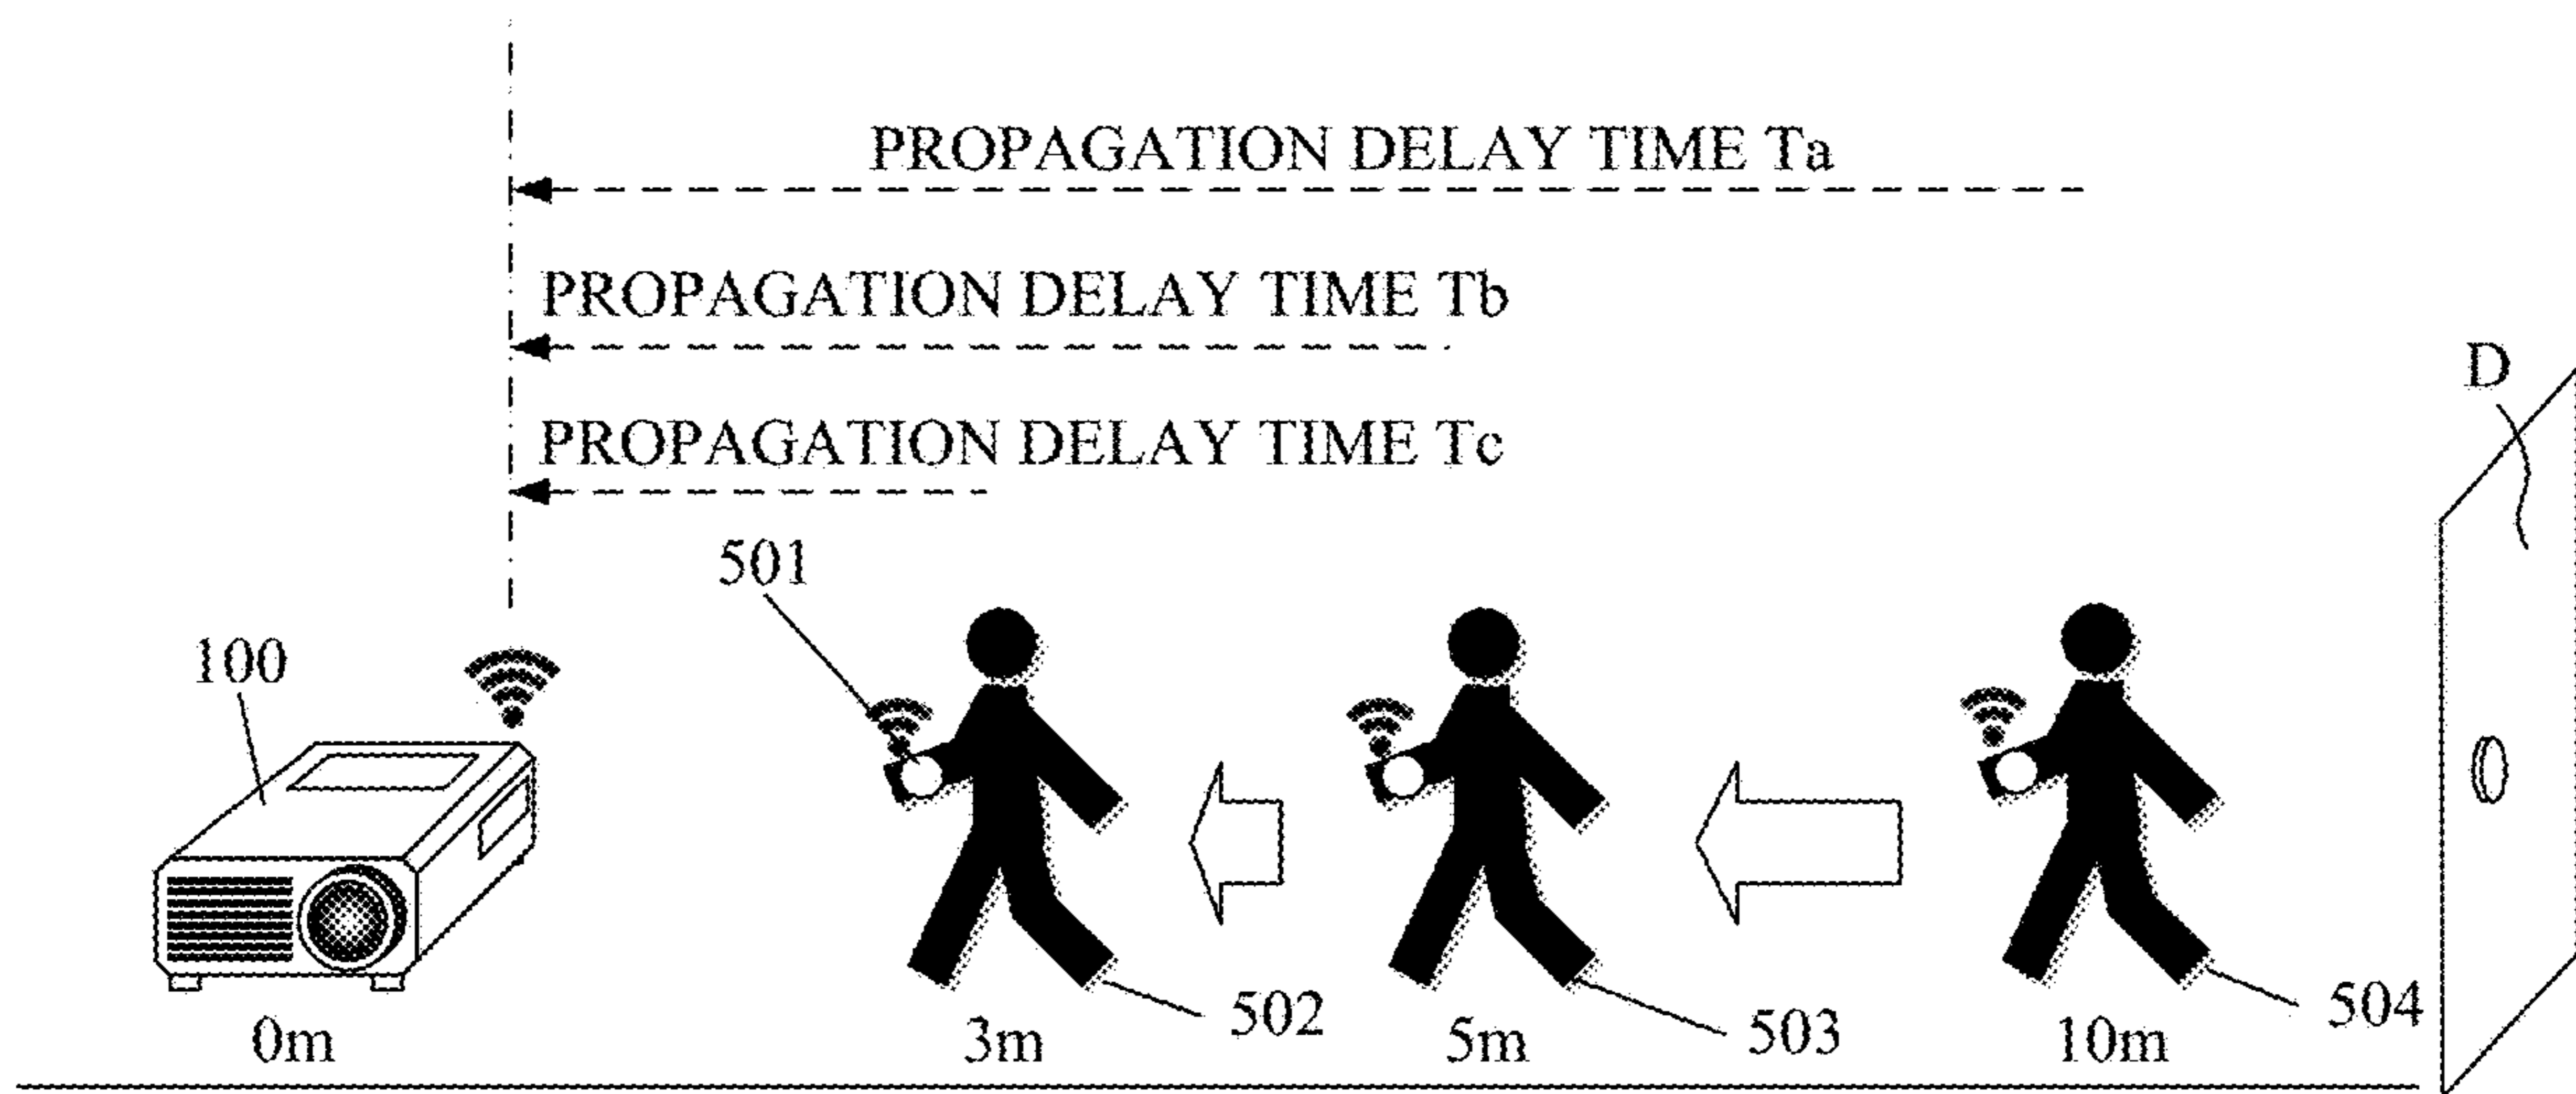 PROPAGATION DELAY TIME Ta
PROPAGATION DELAY TIME Tb
D
PROPAGATION DELAY TIME Tc
501
100
502
503
504
0m
3m
5m
10m